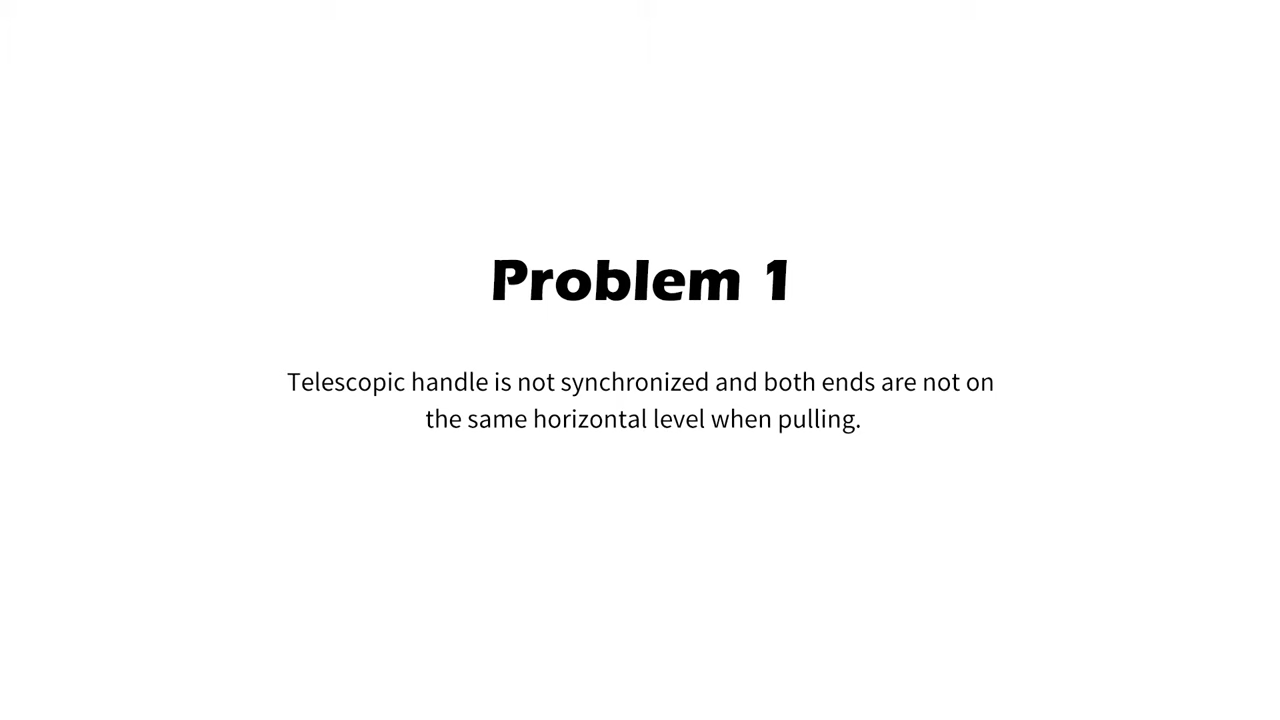 Problem 1
Telescopic handle is not synchronized and both ends are not on
the same horizontal level when pulling.